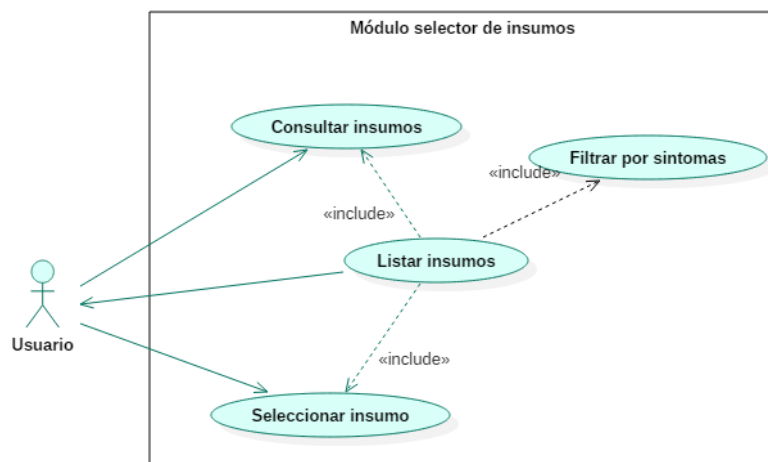 Módulo selector de insumos
Consultar insumos
Filtrar por sintomas
«include»
«include»
Listar insumos
Usuario
«include»
Seleccionar insumo